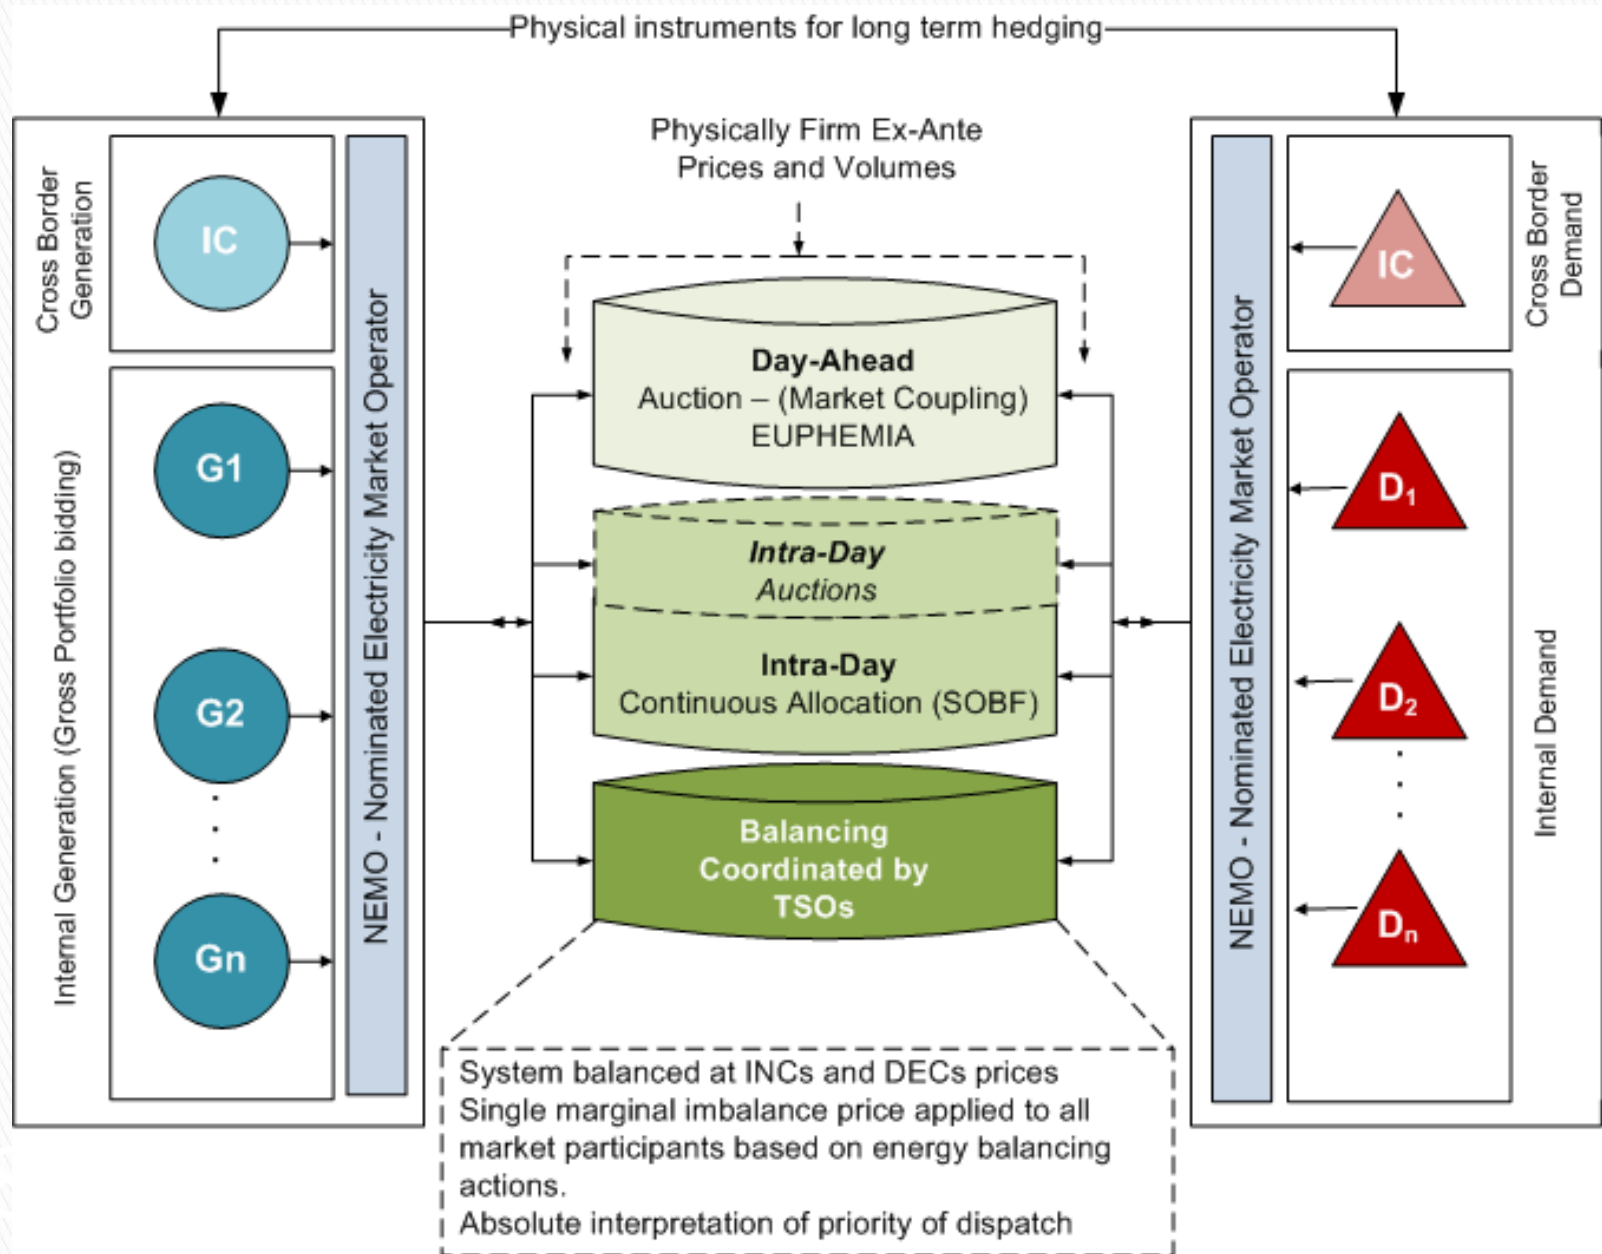 Physical instruments for long term hedging
Physically Firm Ex-Ante
Prices and Volumes
Cross Border
Generation
IC
Internal Generation (Gross Portfolio bidding)
G1
G2
Gn
NEMO - Nominated Electricity Market Operator
Day-Ahead
Auction – (Market Coupling)
EUPHEMIA
Intra-Day
Auctions
Intra-Day
Continuous Allocation (SOBF)
Balancing
Coordinated by
TSOs
System balanced at INCs and DECs prices
Single marginal imbalance price applied to all
market participants based on energy balancing
actions.
Absolute interpretation of priority of dispatch
NEMO - Nominated Electricity Market Operator
IC
Cross Border
Demand
D1
D2
Dn
Internal Demand